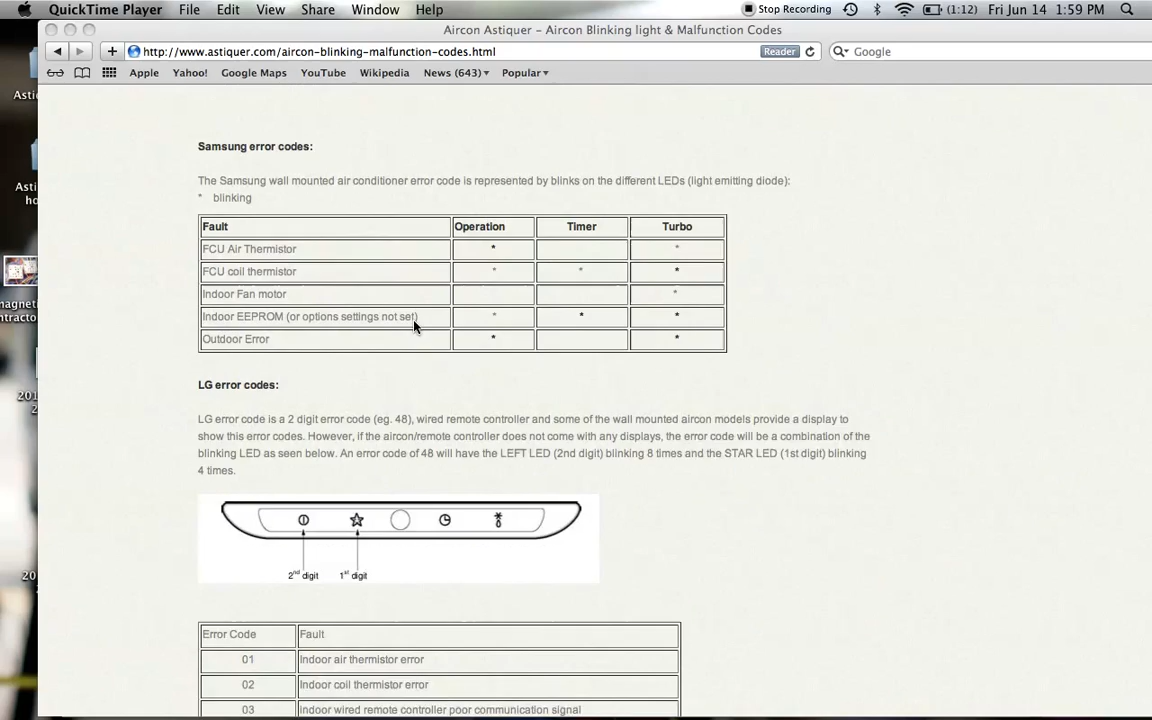 QuickTime Player File Edit View Share Window Help Stop Recording (1:12) Fri Jun 14 1:59 PM
Aircon Astiquer - Aircon Blinking light & Malfunction Codes
http://www.astiquer.com/aircon-blinking-malfunction-codes.html Reader Google
Apple Yahoo! Google Maps YouTube Wikipedia News (643) Popular
Samsung error codes:
The Samsung wall mounted air conditioner error code is represented by blinks on the different LEDs (light emitting diode):
* blinking
Fault Operation Timer Turbo
FCU Air Thermistor * *
FCU coil thermistor * * *
Indoor Fan motor *
Indoor EEPROM (or options settings not set) * * *
Outdoor Error * *
LG error codes:
LG error code is a 2 digit error code (eg. 48), wired remote controller and some of the wall mounted aircon models provide a display to
show this error codes. However, if the aircon/remote controller does not come with any displays, the error code will be a combination of the
blinking LED as seen below. An error code of 48 will have the LEFT LED (2nd digit) blinking 8 times and the STAR LED (1st digit) blinking
4 times.
2nd digit 1st digit
Error Code Fault
01 Indoor air thermistor error
02 Indoor coil thermistor error
03 Indoor wired remote controller poor communication signal